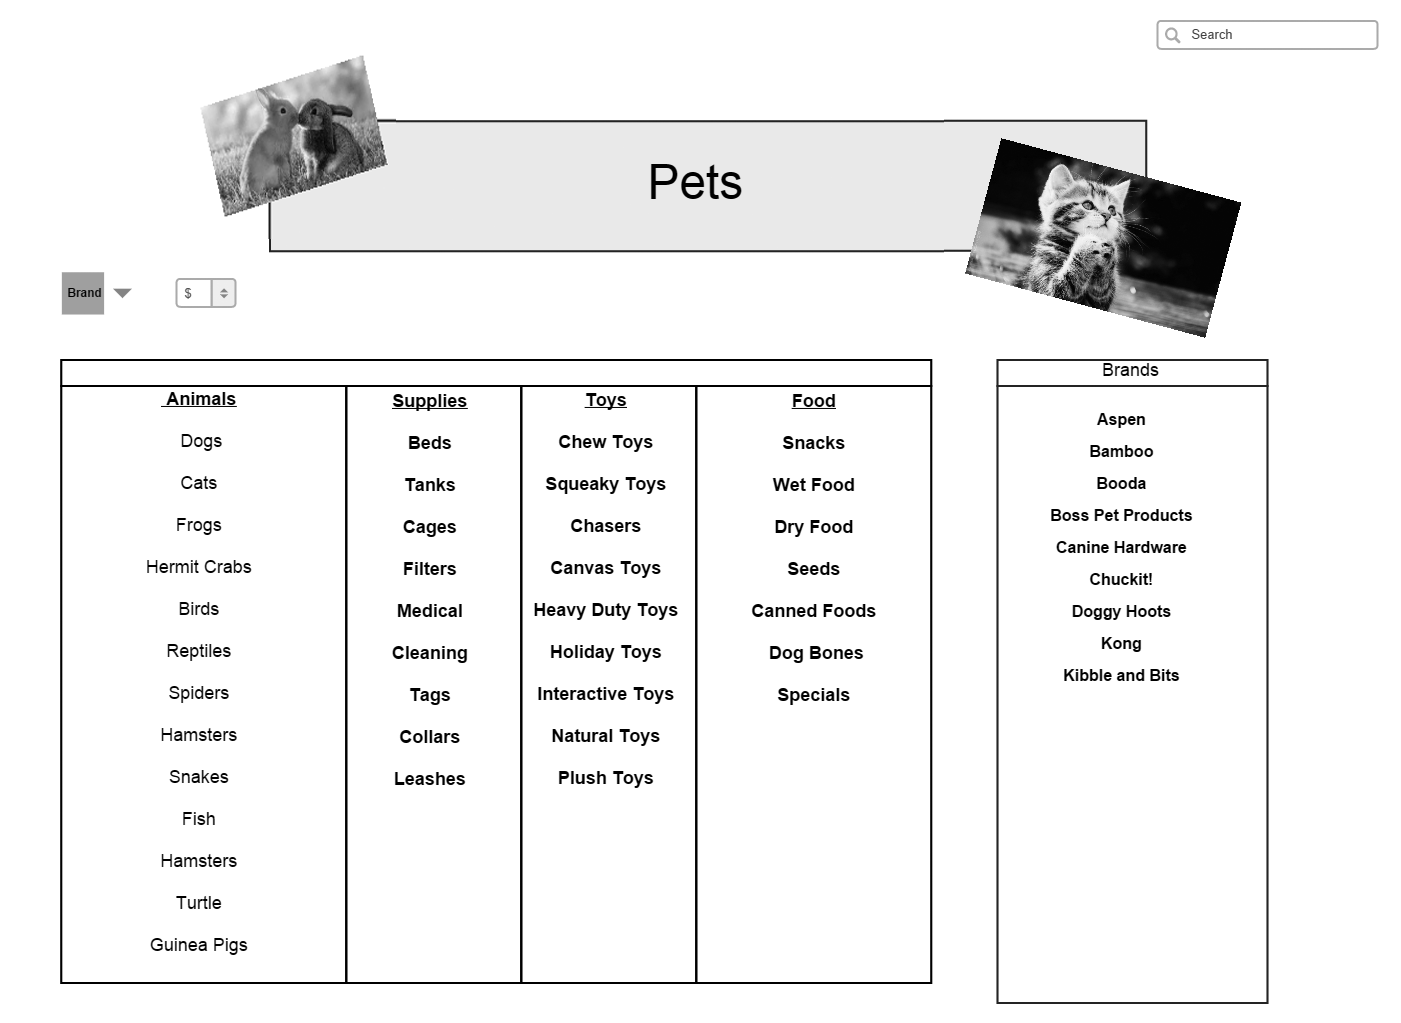 Search
Pets
Brand
$
Animals
Dogs
Cats
Frogs
Hermit Crabs
Birds
Reptiles
Spiders
Hamsters
Snakes
Fish
Hamsters
Turtle
Guinea Pigs
Supplies
Beds
Tanks
Cages
Filters
Medical
Cleaning
Tags
Collars
Leashes
Toys
Chew Toys
Squeaky Toys
Chasers
Canvas Toys
Heavy Duty Toys
Holiday Toys
Interactive Toys
Natural Toys
Plush Toys
Food
Snacks
Wet Food
Dry Food
Seeds
Canned Foods
Dog Bones
Specials
Brands
Aspen
Bamboo
Booda
Boss Pet Products
Canine Hardware
Chuckit!
Doggy Hoots
Kong
Kibble and Bits